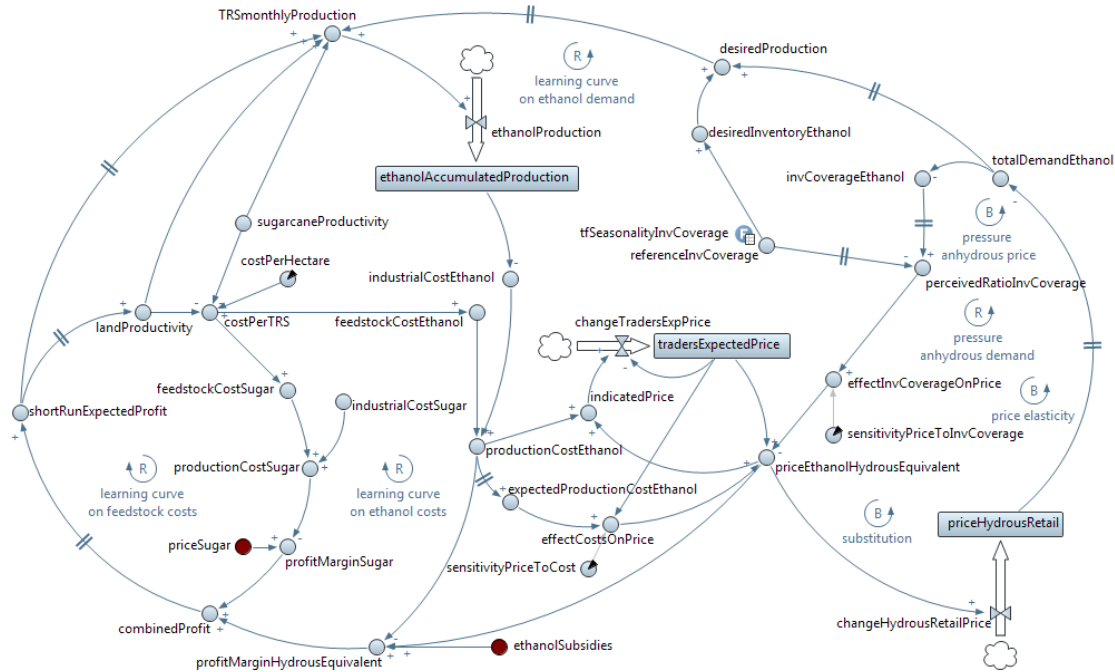 TRSmonthlyProduction
R
learning curve
on ethanol demand
desiredProduction
ethanolProduction
desiredInventoryEthanol
ethanolAccumulatedProduction
invCoverageEthanol
totalDemandEthanol
B
pressure
anhydrous price
sugarcaneProductivity
tfSeasonalityInvCoverage
F
referenceInvCoverage
costPerHectare
industrialCostEthanol
perceivedRatioInvCoverage
landProductivity
costPerTRS
feedstockCostEthanol
changeTradersExpPrice
tradersExpectedPrice
R
pressure
anhydrous demand
feedstockCostSugar
effectInvCoverageOnPrice
B
price elasticity
shortRunExpectedProfit
industrialCostSugar
indicatedPrice
sensitivityPriceToInvCoverage
productionCostEthanol
priceEthanolHydrousEquivalent
R
learning curve
on feedstock costs
productionCostSugar
R
learning curve
on ethanol costs
expectedProductionCostEthanol
B
substitution
priceHydrousRetail
priceSugar
profitMarginSugar
effectCostsOnPrice
sensitivityPriceToCost
combinedProfit
changeHydrousRetailPrice
ethanolSubsidies
profitMarginHydrousEquivalent